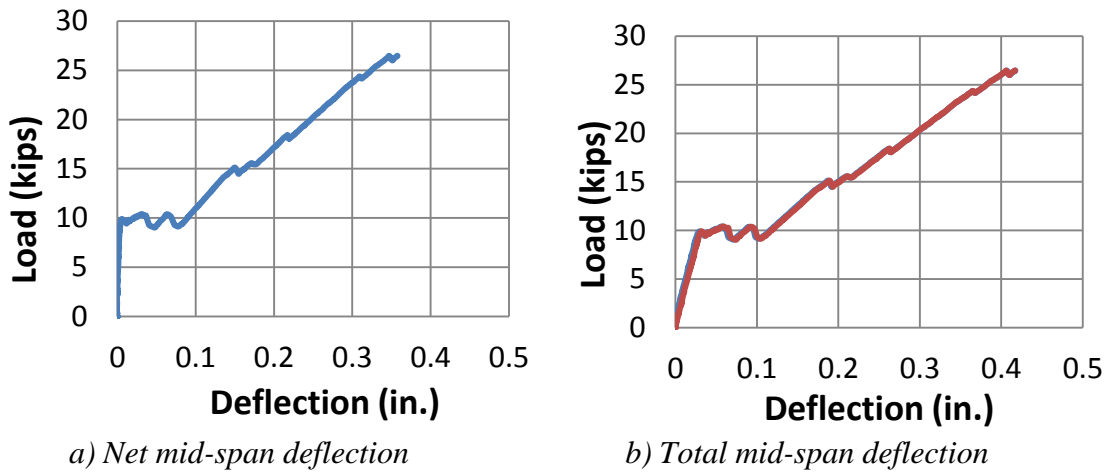 30
25
20
15
10
5
0
Load (kips)
0 0.1 0.2 0.3 0.4 0.5
Deflection (in.)
a) Net mid-span deflection
30
25
20
15
10
5
0
Load (kips)
0 0.1 0.2 0.3 0.4 0.5
Deflection (in.)
b) Total mid-span deflection